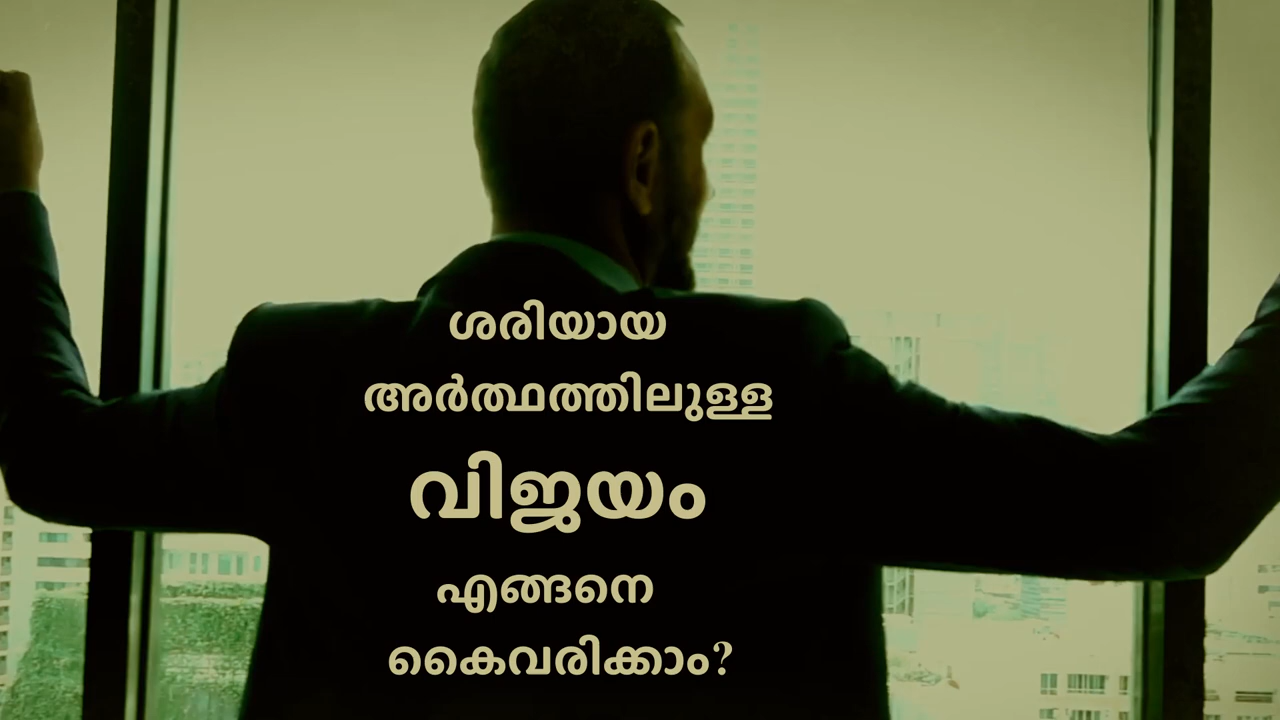 ശരിയായ
അർത്ഥത്തിലുള്ള
വിജയം
എങ്ങനെ
കൈവരിക്കാം?